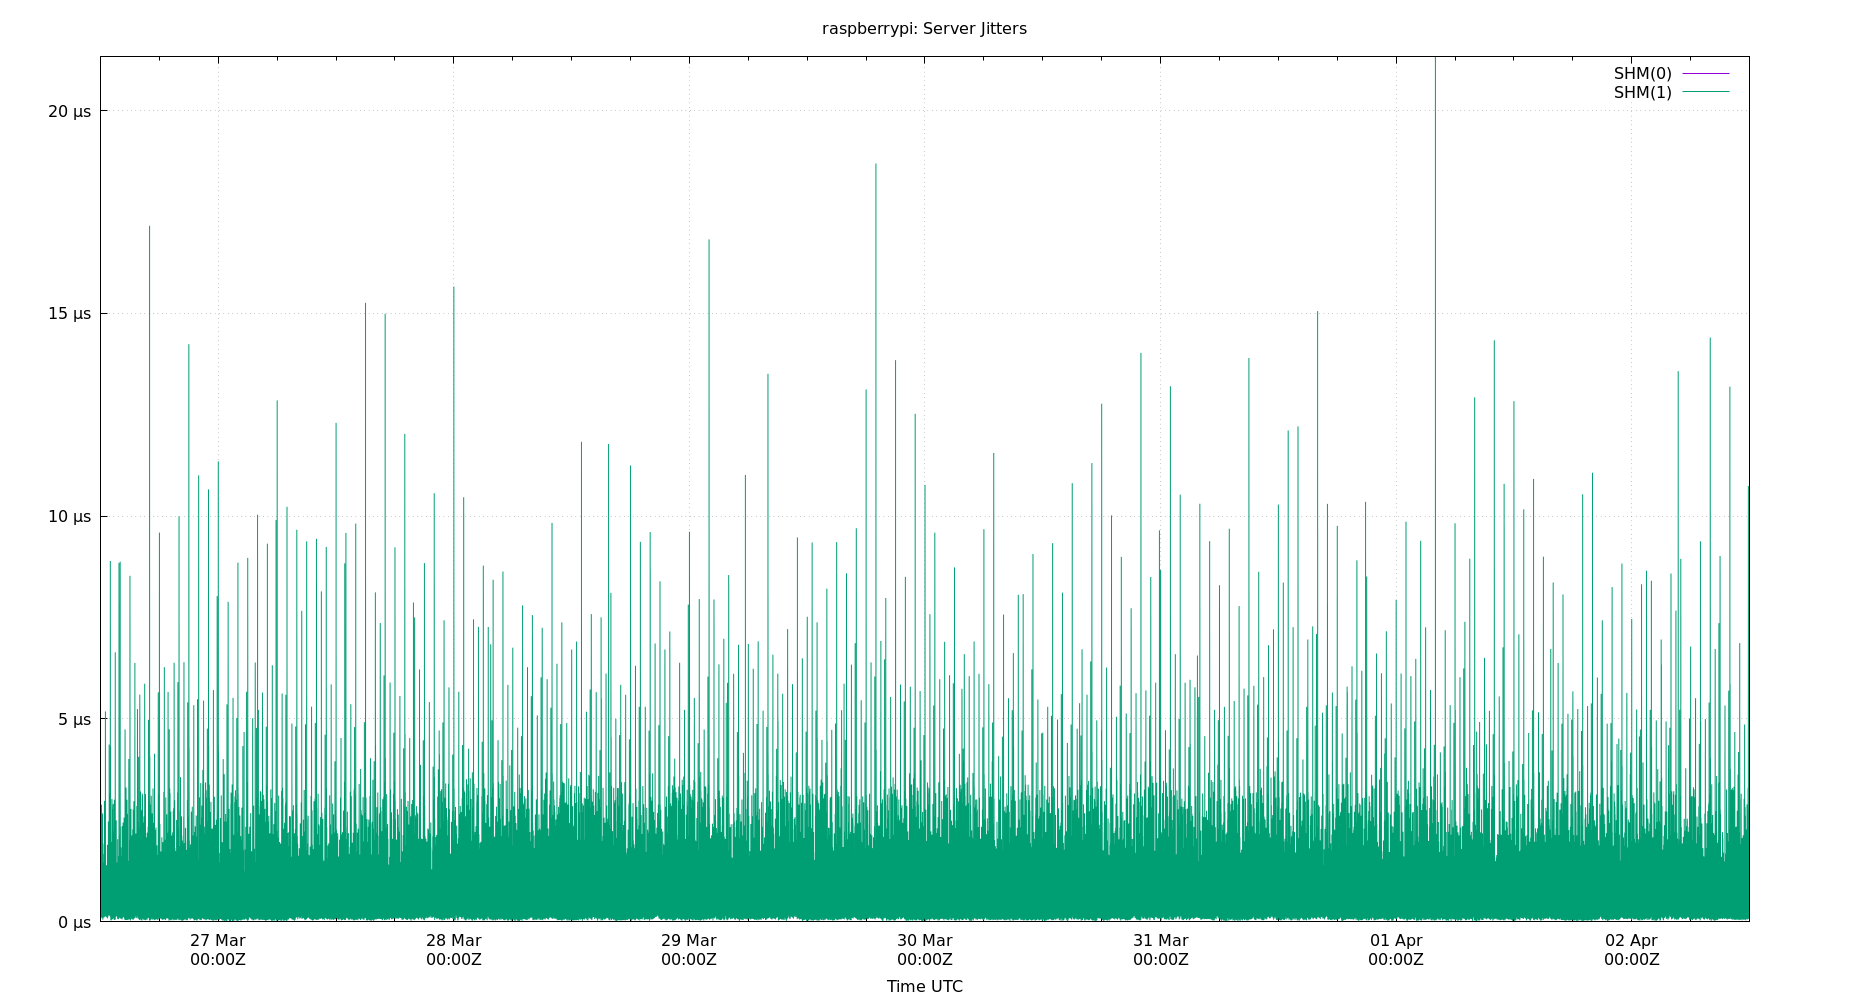 raspberrypi: Server Jitters
SHM(0)
SHM(1)
20 µs
15 µs
10 µs
5 µs
0 µs
27 Mar 28 Mar 29 Mar 30 Mar 31 Mar 01 Apr 02 Apr
00:00Z 00:00Z 00:00Z 00:00Z 00:00Z 00:00Z 00:00Z
Time UTC